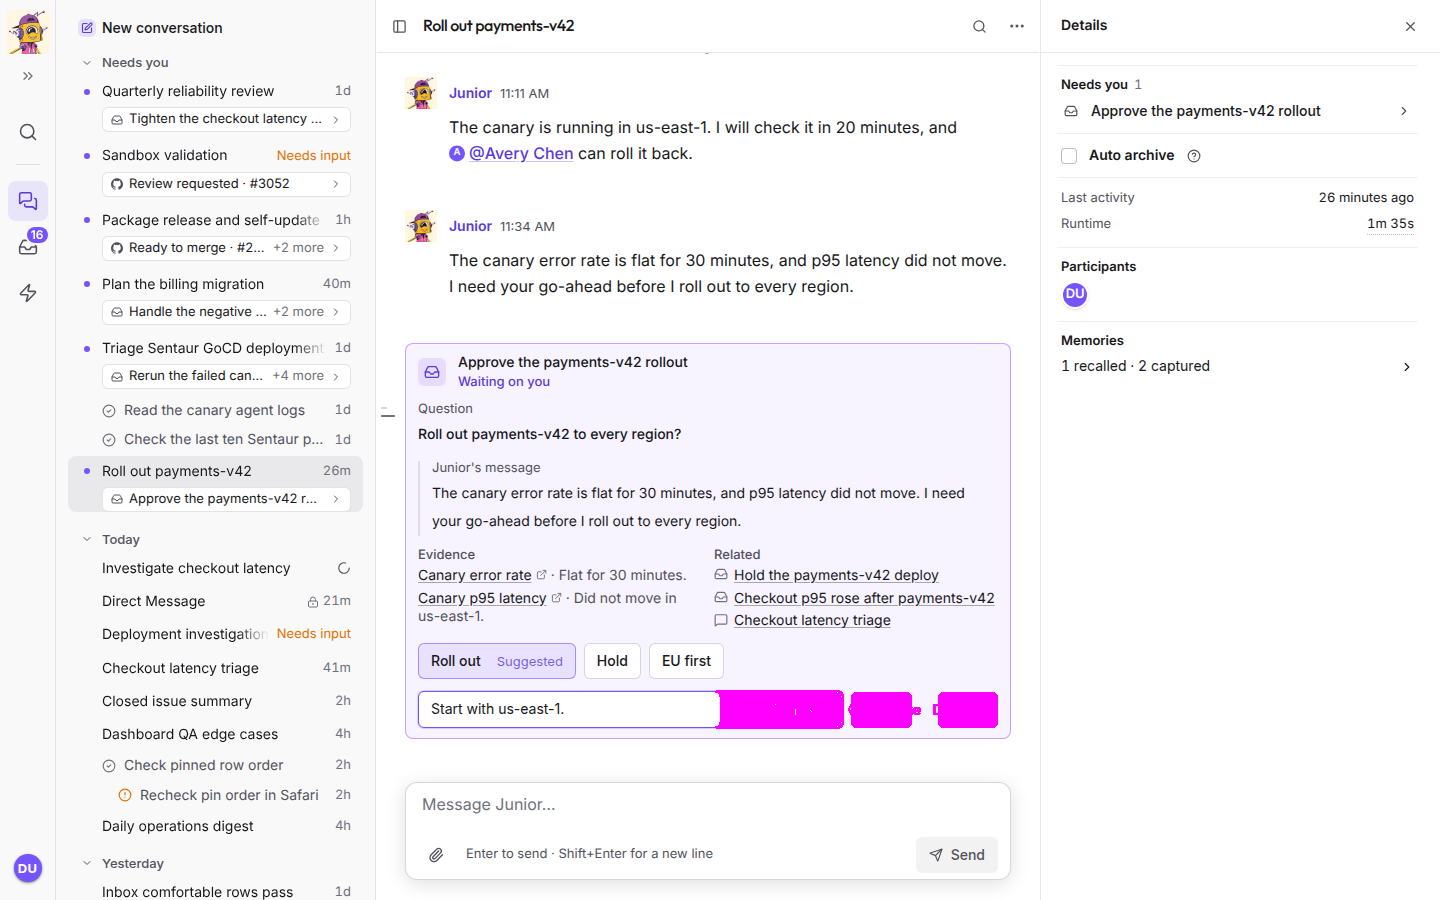 New conversation
Needs you
Quarterly reliability review 1d
Tighten the checkout latency ...
Sandbox validation Needs input
Review requested · #3052
Package release and self-update 1h
Ready to merge · #2... +2 more
Plan the billing migration 40m
Handle the negative ... +2 more
Triage Sentaur GoCD deployment 1d
Rerun the failed can... +4 more
Read the canary agent logs 1d
Check the last ten Sentaur p... 1d
Roll out payments-v42 26m
Approve the payments-v42 r...
Today
Investigate checkout latency
Direct Message 21m
Deployment investigation Needs input
Checkout latency triage 41m
Closed issue summary 2h
Dashboard QA edge cases 4h
Check pinned row order 2h
Recheck pin order in Safari 2h
Daily operations digest 4h
Yesterday
Inbox comfortable rows pass 1d
16
DU
Roll out payments-v42
Junior 11:11 AM
The canary is running in us-east-1. I will check it in 20 minutes, and
A @Avery Chen can roll it back.
Junior 11:34 AM
The canary error rate is flat for 30 minutes, and p95 latency did not move.
I need your go-ahead before I roll out to every region.
Approve the payments-v42 rollout
Waiting on you
Question
Roll out payments-v42 to every region?
Junior's message
The canary error rate is flat for 30 minutes, and p95 latency did not move. I need
your go-ahead before I roll out to every region.
Evidence
Canary error rate · Flat for 30 minutes.
Canary p95 latency · Did not move in
us-east-1.
Related
Hold the payments-v42 deploy
Checkout p95 rose after payments-v42
Checkout latency triage
Roll out Suggested
Hold
EU first
Start with us-east-1.
Message Junior...
Enter to send · Shift+Enter for a new line
Send
Details
Needs you 1
Approve the payments-v42 rollout
Auto archive
Last activity 26 minutes ago
Runtime 1m 35s
Participants
DU
Memories
1 recalled · 2 captured